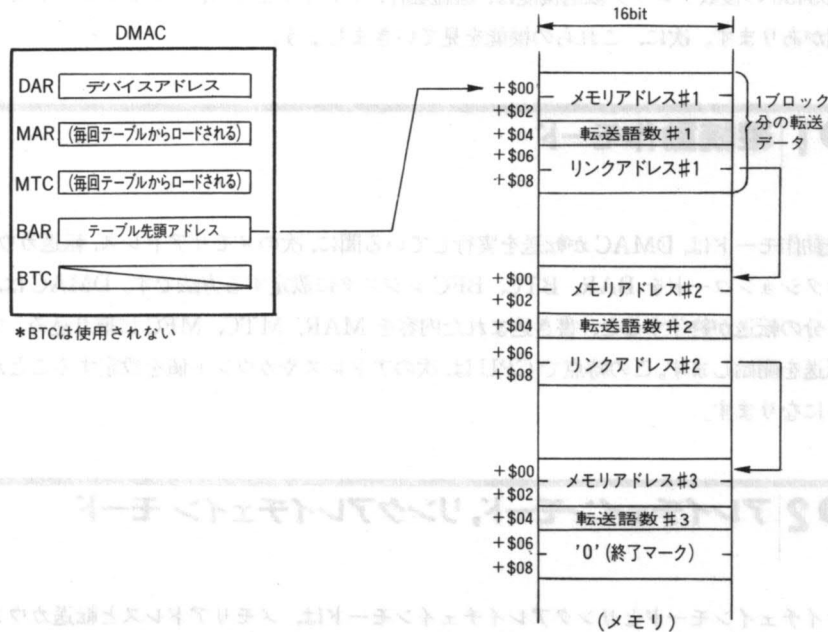 DMAC
DAR デバイスアドレス
MAR (毎回テーブルからロードされる)
MTC (毎回テーブルからロードされる)
BAR テーブル先頭アドレス
BTC
*BTCは使用されない
16bit
+$00
+$02
+$04
+$06
+$08
メモリアドレス#1
転送語数#1
リンクアドレス#1
1ブロック
分の転送
データ
+$00
+$02
+$04
+$06
+$08
メモリアドレス#2
転送語数#2
リンクアドレス#2
+$00
+$02
+$04
+$06
+$08
メモリアドレス#3
転送語数#3
'0'(終了マーク)
(メモリ)